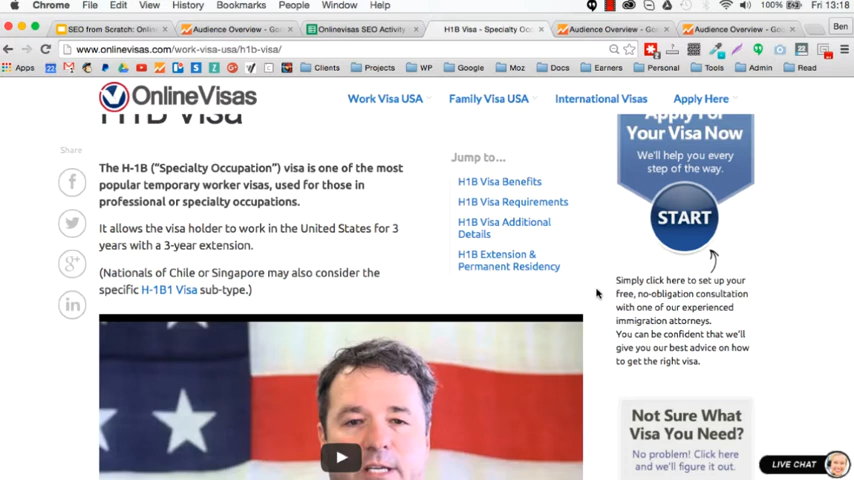 Chrome File Edit View History Bookmarks People Window Help 100% Fri 13:18
SEO from Scratch: Onlin Audience Overview - Goog Onlinevisas SEO Activity H1B Visa - Specialty Occ Audience Overview - Goo Audience Overview - Goo Ben
www.onlinevisas.com/work-visa-usa/h1b-visa/
Apps Clients Projects WP Google Moz Docs Earners Personal Tools Admin Read
OnlineVisas Work Visa USA Family Visa USA International Visas Apply Here
H1B Visa
Share
The H-1B ("Specialty Occupation") visa is one of the most
popular temporary worker visas, used for those in
professional or specialty occupations.
It allows the visa holder to work in the United States for 3
years with a 3-year extension.
(Nationals of Chile or Singapore may also consider the
specific H-1B1 Visa sub-type.)
Jump to...
H1B Visa Benefits
H1B Visa Requirements
H1B Visa Additional
Details
H1B Extension &
Permanent Residency
Apply For
Your Visa Now
We'll help you every
step of the way.
START
Simply click here to set up your
free, no-obligation consultation
with one of our experienced
immigration attorneys.
You can be confident that we'll
give you our best advice on how
to get the right visa.
Not Sure What
Visa You Need?
No problem! Click here
and we'll figure it out.
LIVE CHAT